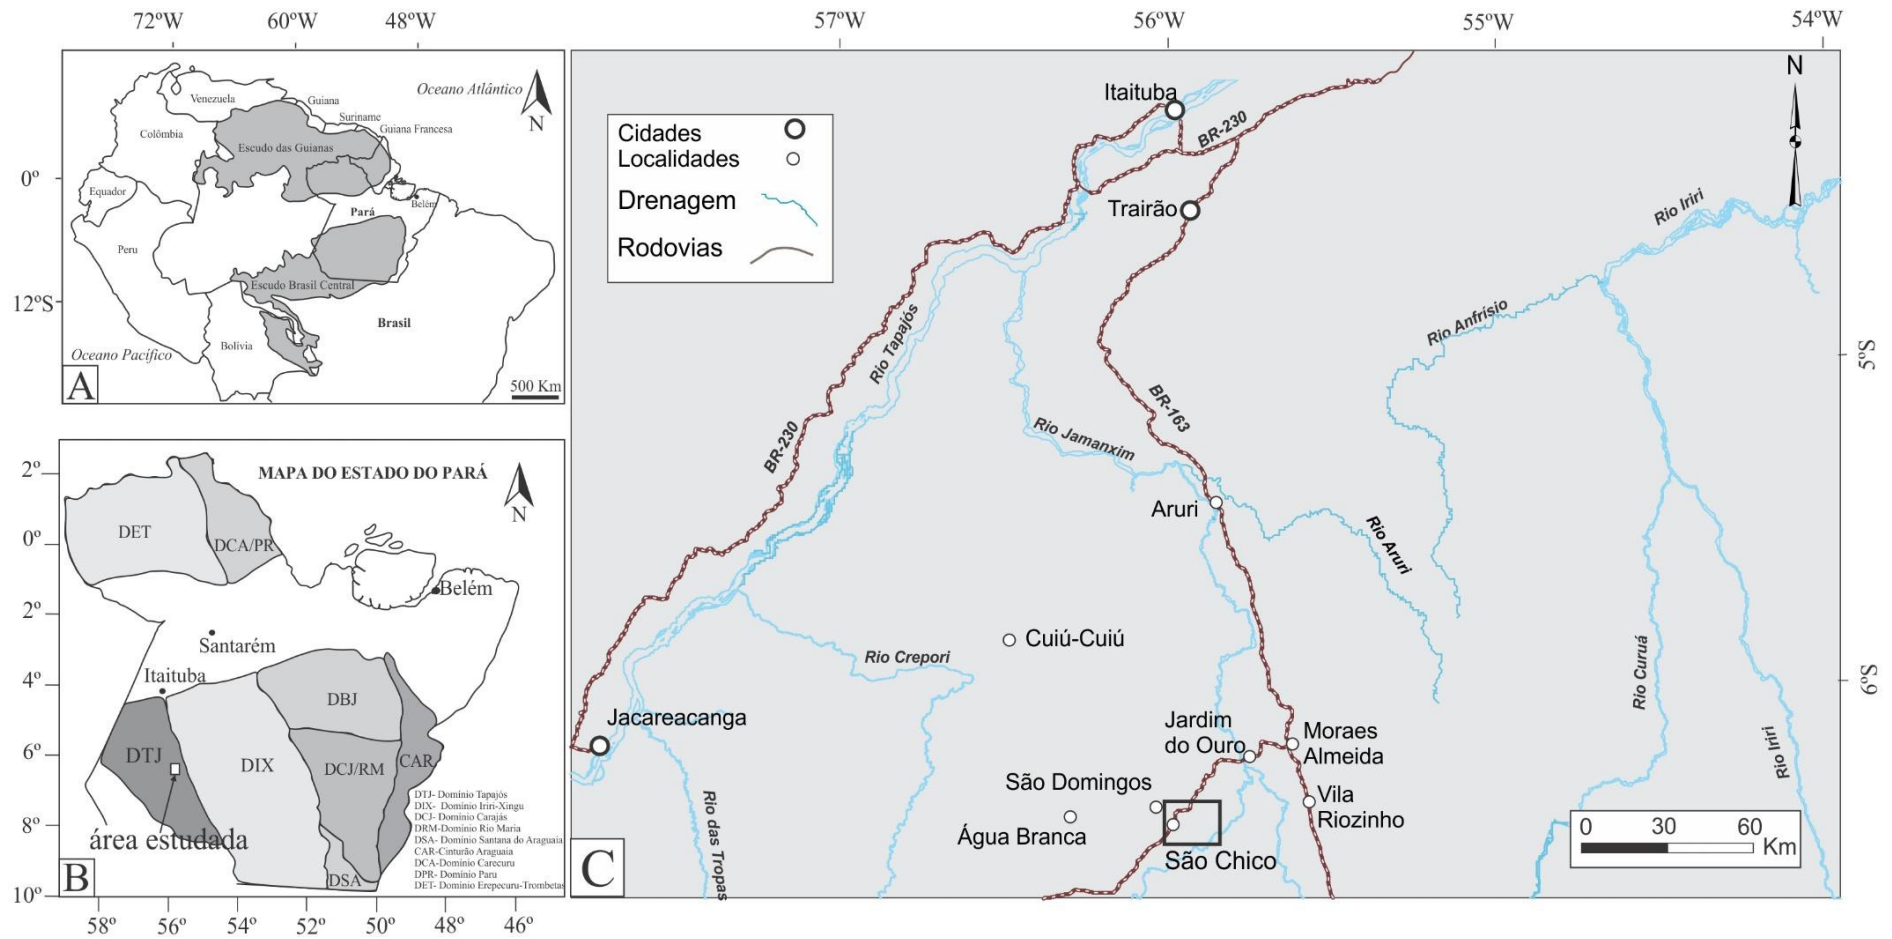 72ºW
60ºW
48ºW
0º
12ºS
Oceano Atlântico
N
Venezuela
Guiana
Suriname
Guiana Francesa
Colômbia
Escudo das Guianas
Equador
Pará
Belém
Peru
Escudo Brasil Central
Brasil
Bolivia
Oceano Pacífico
A
500 Km
MAPA DO ESTADO DO PARÁ
N
2º
0º
2º
4º
6º
8º
10º
DET
DCA/PR
Belém
Santarém
Itaituba
DBJ
DTJ
DIX
DCJ/RM
CAR
DSA
área estudada
DTJ- Domínio Tapajós
DIX- Domínio Iriri-Xingu
DCJ- Domínio Carajás
DRM-Domínio Rio Maria
DSA- Domínio Santana do Araguaia
CAR-Cinturão Araguaia
DCA-Domínio Carecuru
DPR- Domínio Paru
DET- Domínio Erepecuru-Trombetas
B
58º
56º
54º
52º
50º
48º
46º
57ºW
56ºW
55ºW
54ºW
5ºS
6ºS
N
Cidades
Localidades
Drenagem
Rodovias
Itaituba
BR-230
Trairão
Rio Iriri
Rio Anfrísio
Rio Tapajós
BR-163
BR-230
Rio Jamanxim
Aruri
Rio Aruri
Cuiú-Cuiú
Rio Crepori
Rio Curuá
Jacareacanga
Jardim
do Ouro
Moraes
Almeida
Rio Iriri
São Domingos
Vila
Riozinho
Rio das Tropas
Água Branca
São Chico
C
0
30
60
Km